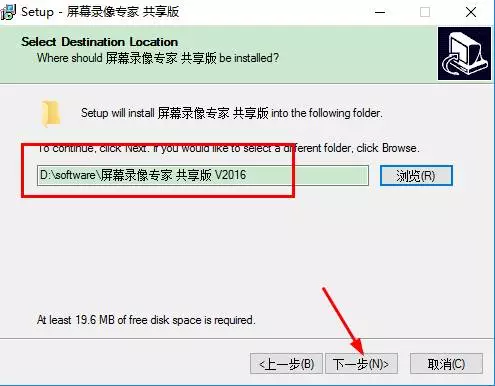 Setup - 屏幕录像专家 共享版
Select Destination Location
Where should 屏幕录像专家 共享版 be installed?
Setup will install 屏幕录像专家 共享版 into the following folder.
To continue, click Next. If you would like to select a different folder, click Browse.
D:\software\屏幕录像专家 共享版 V2016
浏览(R)
At least 19.6 MB of free disk space is required.
<上一步(B)
下一步(N)>
取消(C)